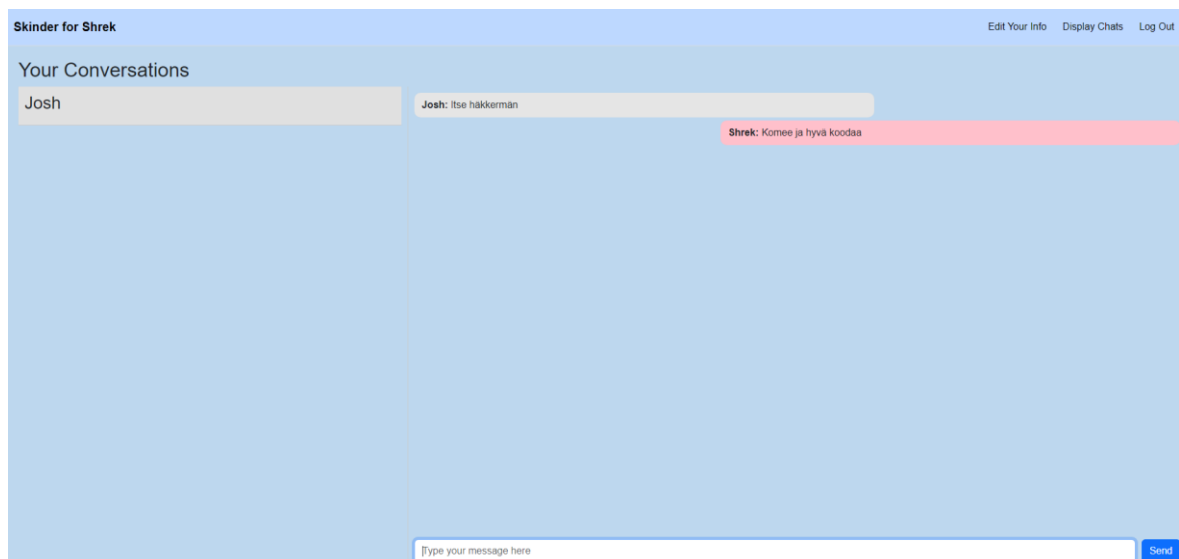 Skinder for Shrek
Edit Your Info Display Chats Log Out
Your Conversations
Josh
Josh: Itse häkkermän
Shrek: Komee ja hyvä koodaa
Type your message here
Send